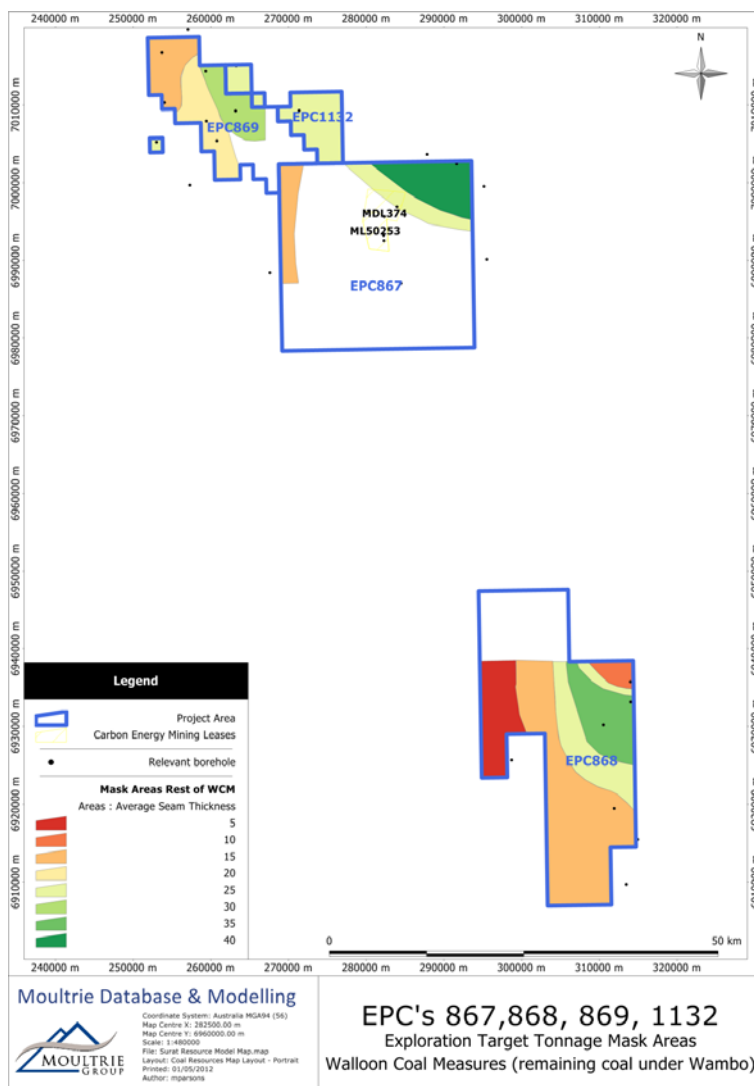 240000 m 250000 m 260000 m 270000 m 280000 m 290000 m 300000 m 310000 m 320000 m
N
7010000 m
7000000 m
6990000 m
6980000 m
6970000 m
6960000 m
6950000 m
6940000 m
6930000 m
6920000 m
6910000 m
EPC869
EPC1132
MDL374
ML50253
EPC867
EPC868
Legend
Project Area
Carbon Energy Mining Leases
Relevant borehole
Mask Areas Rest of WCM
Areas : Average Seam Thickness
5
10
15
20
25
30
35
40
0 50 km
240000 m 250000 m 260000 m 270000 m 280000 m 290000 m 300000 m 310000 m 320000 m
Moultrie Database & Modelling
MOULTRIE
GROUP
Coordinate System: Australia MGA94 (56)
Map Centre X: 282500.00 m
Map Centre Y: 6960000.00 m
Scale: 1:480000
File: Surat Resource Model Map.map
Layout: Coal Resources Map Layout - Portrait
Printed: 01/05/2012
Author: mparsons
EPC's 867,868, 869, 1132
Exploration Target Tonnage Mask Areas
Walloon Coal Measures (remaining coal under Wambo)